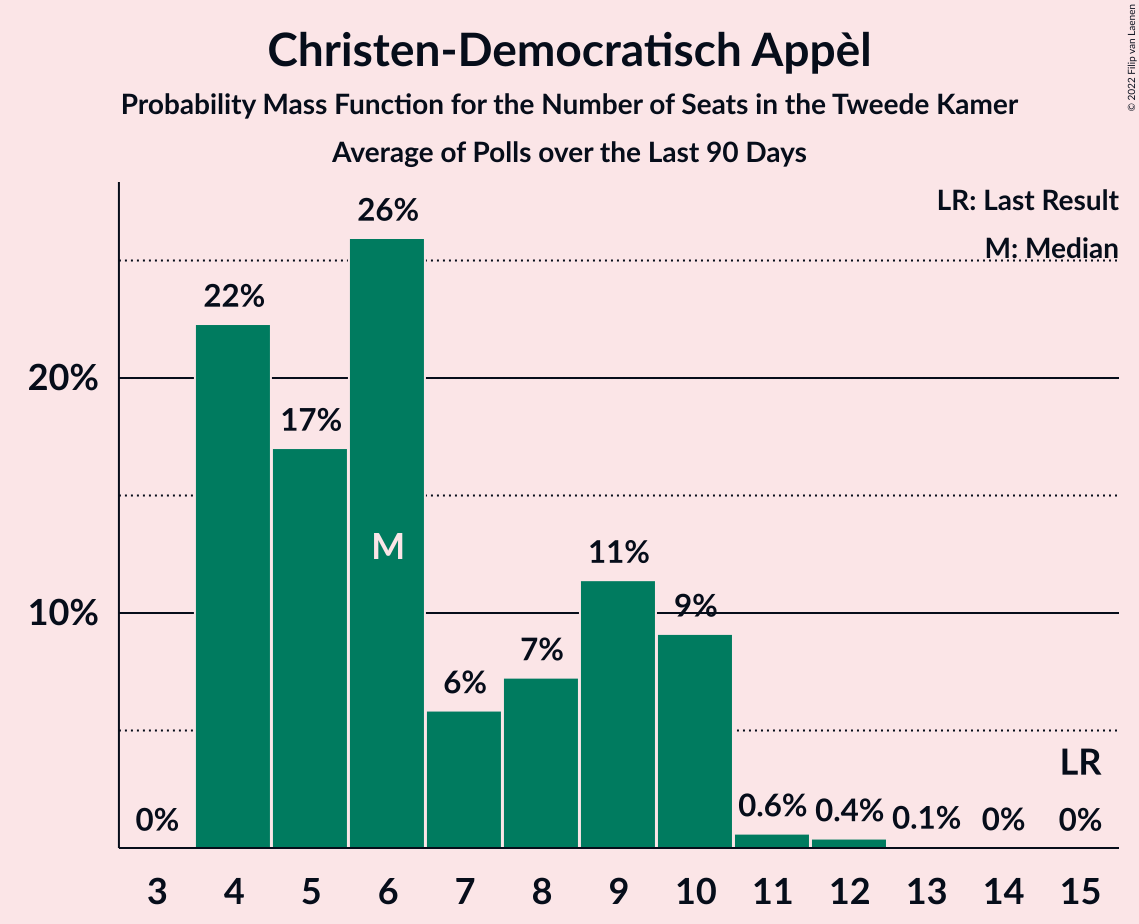 Christen-Democratisch Appèl
Probability Mass Function for the Number of Seats in the Tweede Kamer
Average of Polls over the Last 90 Days
© 2022 Filip van Laenen
LR: Last Result
M: Median
26%
22%
20%
17%
M
11%
10%
9%
7%
6%
LR
0%
0.6%
0.4%
0.1%
0%
0%
3 4 5 6 7 8 9 10 11 12 13 14 15